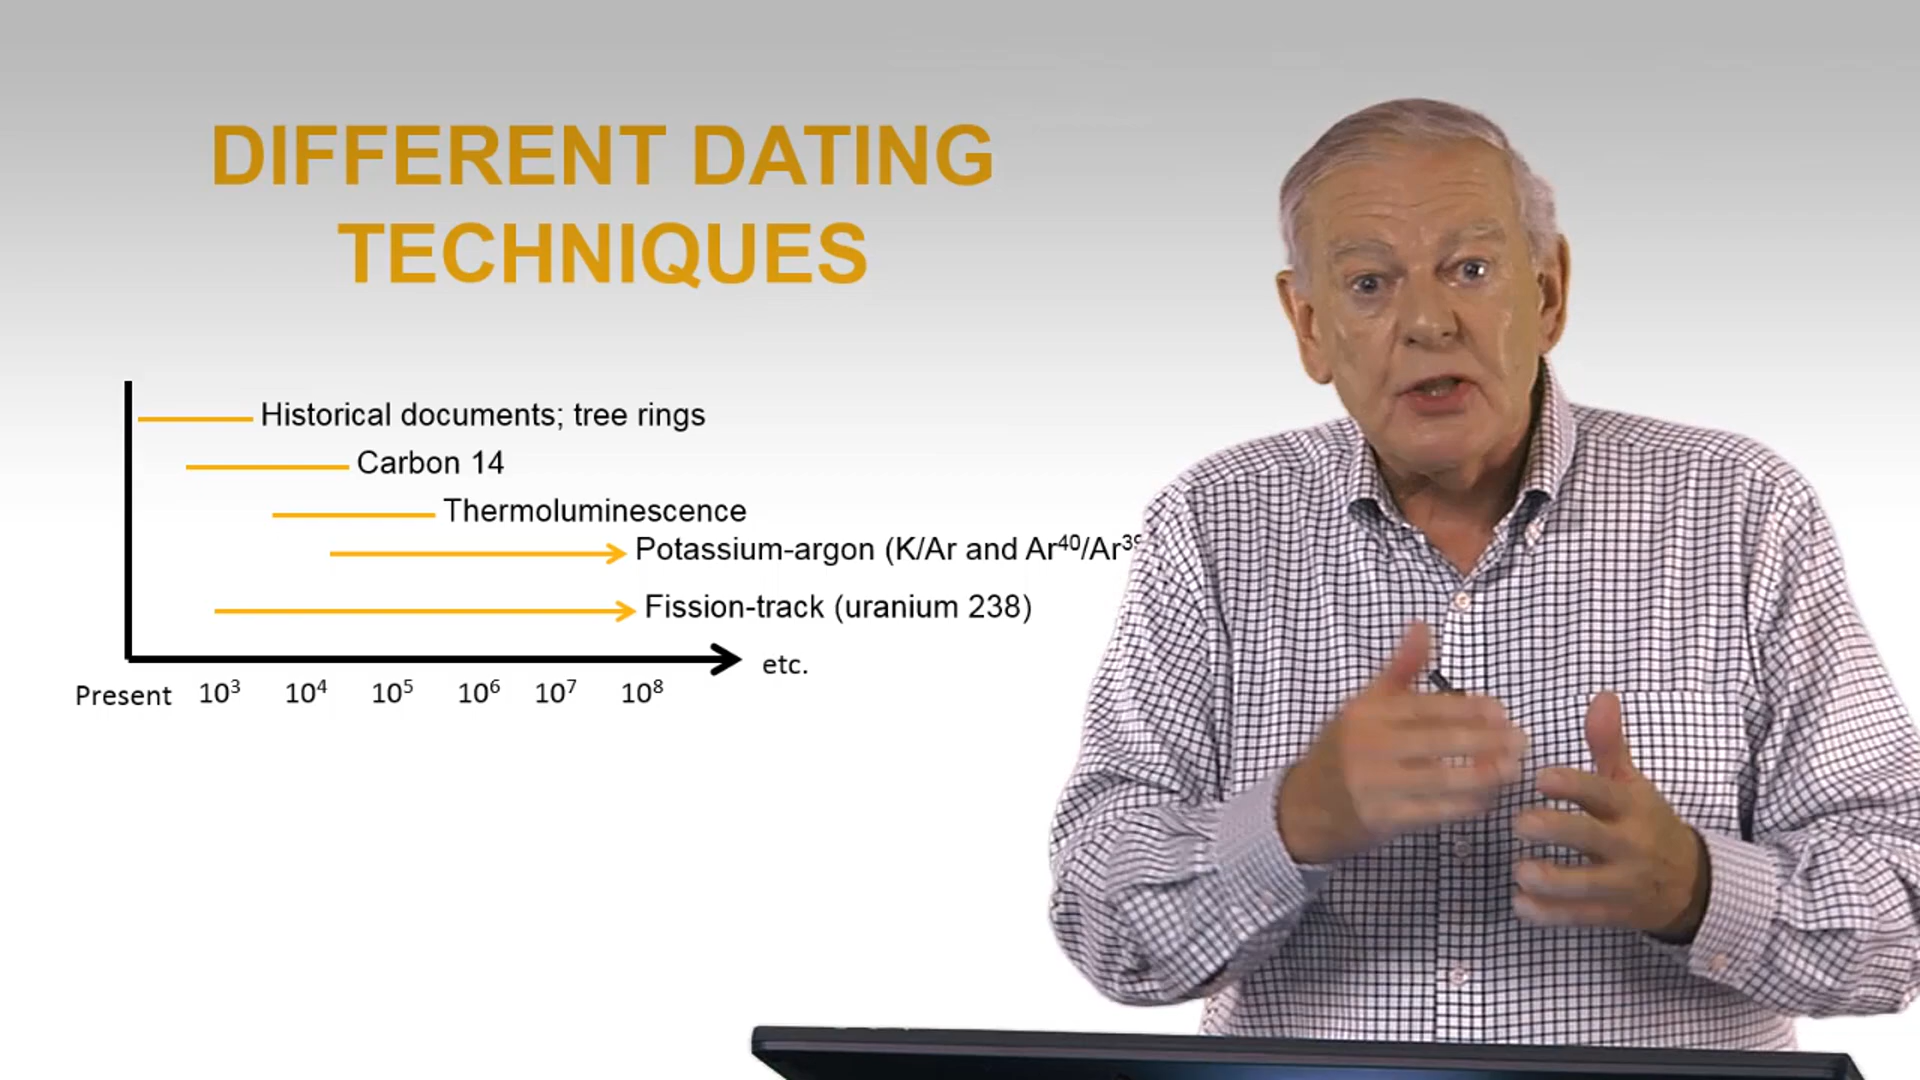 DIFFERENT DATING
TECHNIQUES
Historical documents; tree rings
Carbon 14
Thermoluminescence
Potassium-argon (K/Ar and Ar⁴⁰/Ar³⁹
Fission-track (uranium 238)
etc.
Present 10³ 10⁴ 10⁵ 10⁶ 10⁷ 10⁸